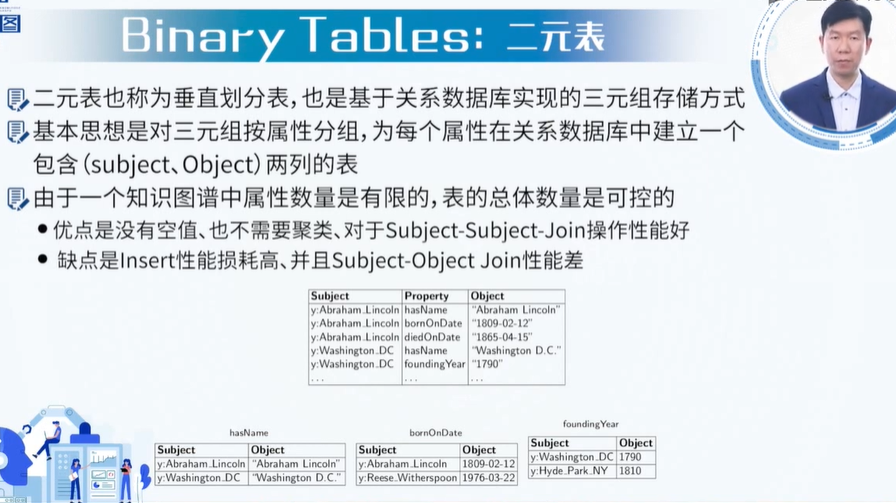 图
Binary Tables: 二元表
二元表也称为垂直划分表,也是基于关系数据库实现的三元组存储方式
基本思想是对三元组按属性分组,为每个属性在关系数据库中建立一个
包含(subject、Object)两列的表
由于一个知识图谱中属性数量是有限的,表的总体数量是可控的
•优点是没有空值、也不需要聚类、对于Subject-Subject-Join操作性能好
• 缺点是Insert性能损耗高、并且Subject-Object Join性能差
Subject Property Object
y:Abraham_Lincoln hasName "Abraham Lincoln"
y:Abraham_Lincoln bornOnDate "1809-02-12"
y:Abraham_Lincoln diedOnDate "1865-04-15"
y:Washington_DC hasName "Washington D.C."
y:Washington_DC foundingYear "1790"
... ... ...
hasName
Subject Object
y:Abraham_Lincoln "Abraham Lincoln"
y:Washington_DC "Washington D.C."
bornOnDate
Subject Object
y:Abraham_Lincoln 1809-02-12
y:Reese_Witherspoon 1976-03-22
foundingYear
Subject Object
y:Washington_DC 1790
y:Hyde_Park_NY 1810